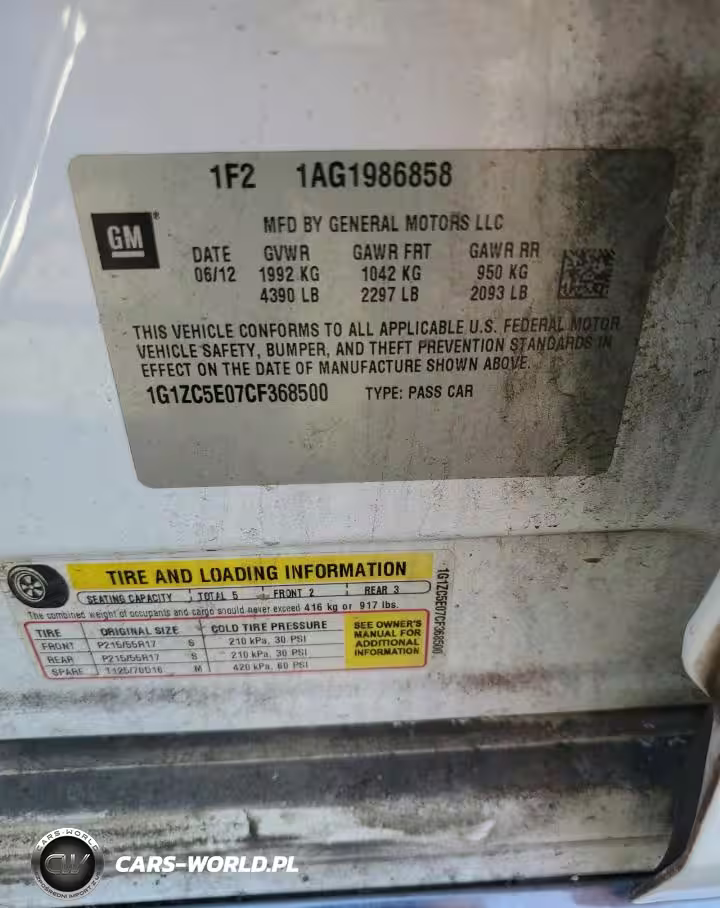 1F2 1AG1986858
GM®
MFD BY GENERAL MOTORS LLC
DATE GVWR GAWR FRT GAWR RR
06/12 1992 KG 1042 KG 950 KG
4390 LB 2297 LB 2093 LB
THIS VEHICLE CONFORMS TO ALL APPLICABLE U.S. FEDERAL MOTOR
VEHICLE SAFETY, BUMPER, AND THEFT PREVENTION STANDARDS IN
EFFECT ON THE DATE OF MANUFACTURE SHOWN ABOVE.
1G1ZC5E07CF368500 TYPE: PASS CAR
TIRE AND LOADING INFORMATION
SEATING CAPACITY TOTAL 5 FRONT 2 REAR 3
The combined weight of occupants and cargo should never exceed 416 kg or 917 lbs.
TIRE ORIGINAL SIZE COLD TIRE PRESSURE
FRONT P215/55R17 S 210 kPa, 30 PSI
REAR P215/55R17 S 210 kPa, 30 PSI
SPARE T125/70D16 M 420 kPa, 60 PSI
SEE OWNER'S
MANUAL FOR
ADDITIONAL
INFORMATION
1G1ZC5E07CF368500
CARS-WORLD
CW
CARS-WORLD.PL